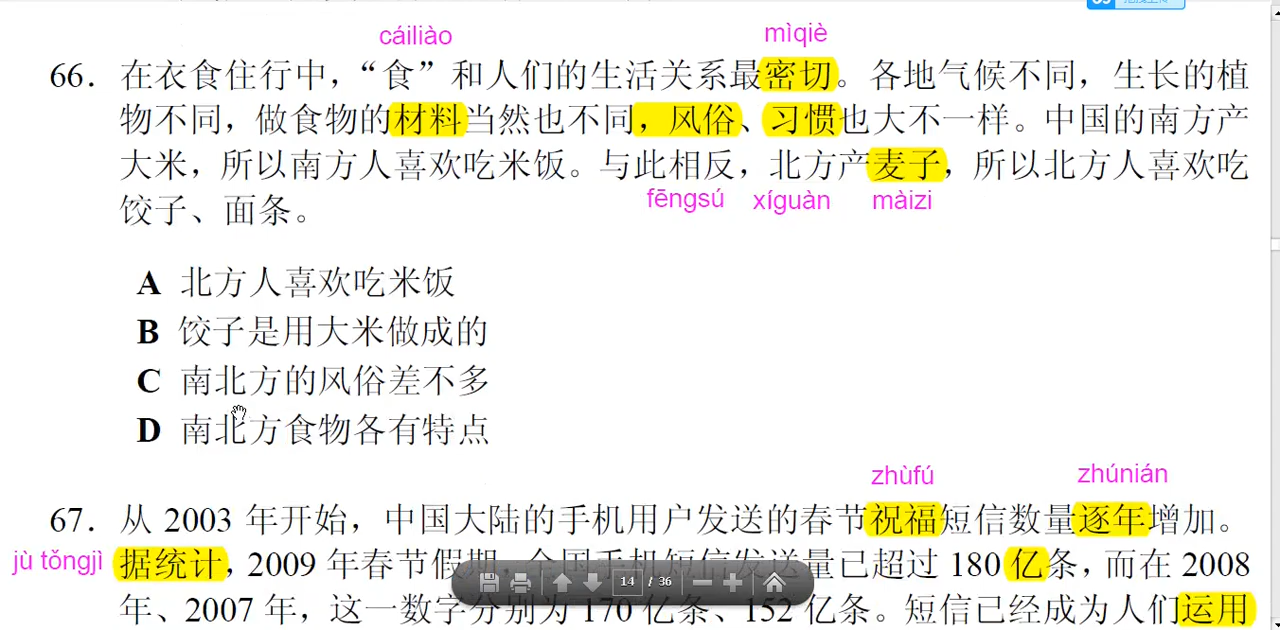 cáiliào
mìqiè
66. 在衣食住行中，“食”和人们的生活关系最密切。各地气候不同，生长的植
物不同，做食物的材料当然也不同，风俗、习惯也大不一样。中国的南方产
大米，所以南方人喜欢吃米饭。与此相反，北方产麦子，所以北方人喜欢吃
fēngsú
xíguàn
màizi
饺子、面条。
A 北方人喜欢吃米饭
B 饺子是用大米做成的
C 南北方的风俗差不多
D 南北方食物各有特点
zhùfú
zhúnián
67. 从 2003 年开始，中国大陆的手机用户发送的春节祝福短信数量逐年增加。
jù tǒngjì
据统计，2009 年春节假期，全国手机短信发送量已超过 180 亿条，而在 2008
年、2007 年，这一数字分别为 170 亿条、152 亿条。短信已经成为人们运用
14 / 36